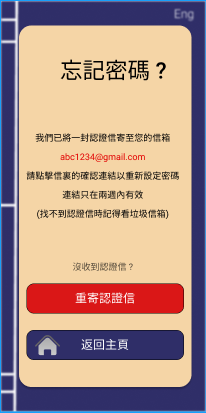 Eng
忘記密碼？
我們已將一封認證信寄至您的信箱
abc1234@gmail.com
請點擊信裏的確認連結以重新設定密碼
連結只在兩週內有效
(找不到認證信時記得看垃圾信箱)
沒收到認證信？
重寄認證信
返回主頁